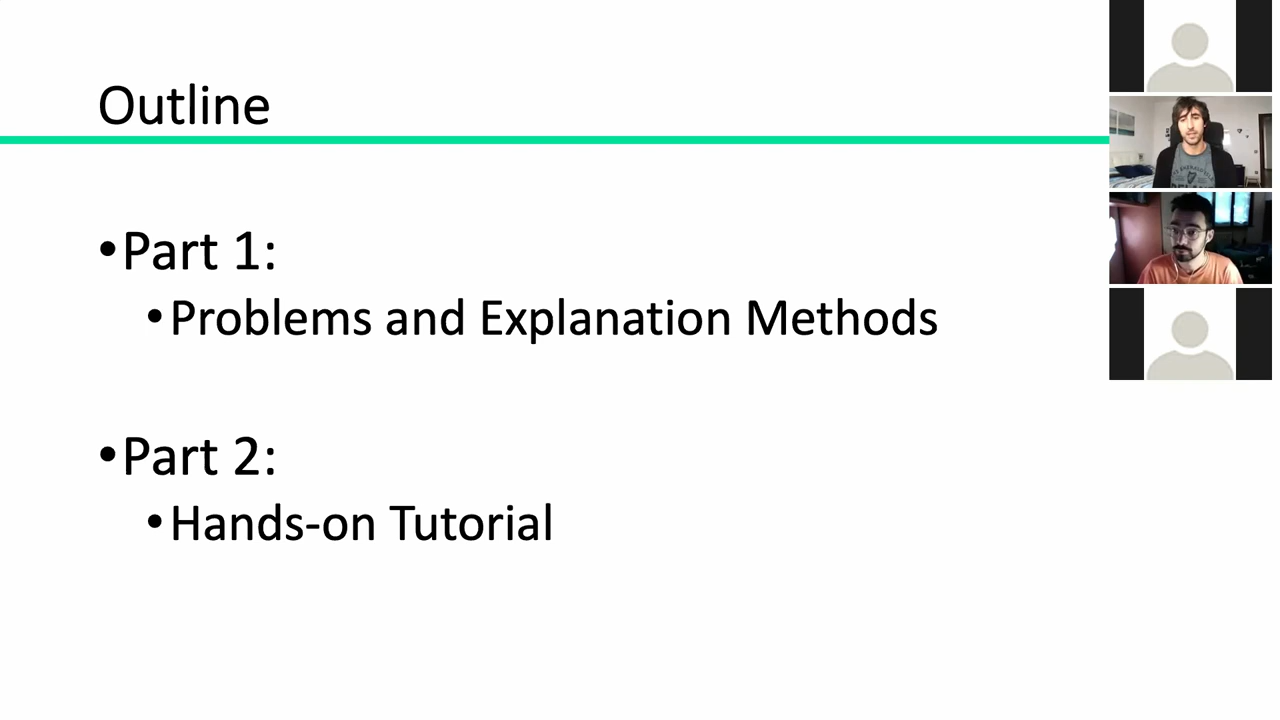 Outline
•Part 1:
•Problems and Explanation Methods
•Part 2:
•Hands-on Tutorial